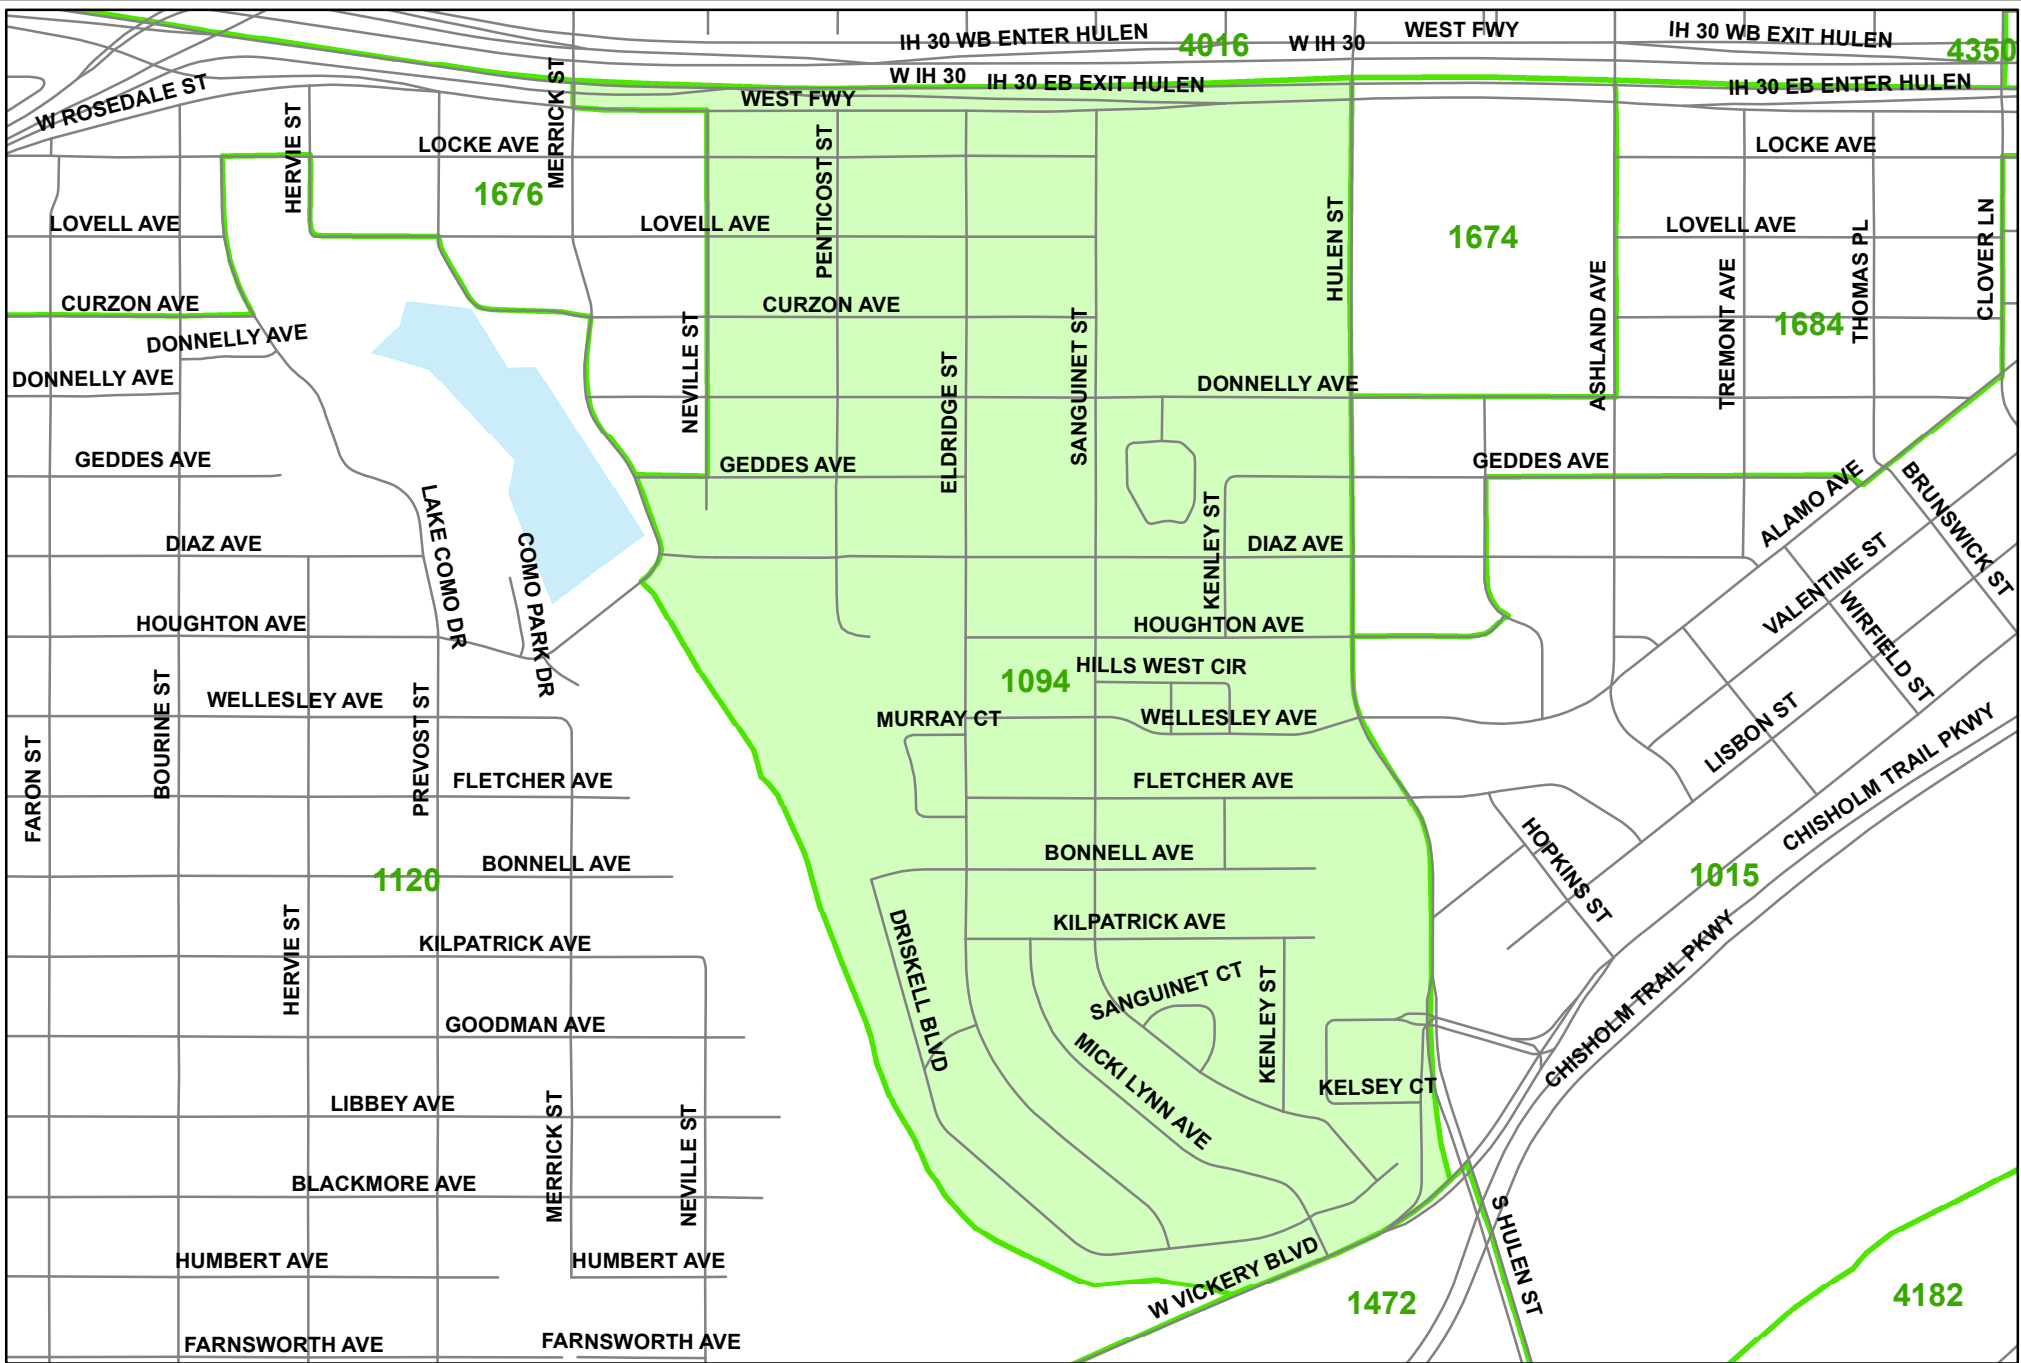 IH 30 WB ENTER HULEN
4016
W IH 30
WEST FWY
IH 30 WB EXIT HULEN
4350
W IH 30
IH 30 EB EXIT HULEN
IH 30 EB ENTER HULEN
W ROSEDALE ST
MERRICK ST
WEST FWY
HERVIE ST
LOCKE AVE
PENTICOST ST
LOCKE AVE
1676
LOVELL AVE
LOVELL AVE
HULEN ST
1674
LOVELL AVE
THOMAS PL
CLOVER LN
CURZON AVE
CURZON AVE
ASHLAND AVE
TREMONT AVE
1684
DONNELLY AVE
NEVILLE ST
SANGUINET ST
ELDRIDGE ST
DONNELLY AVE
DONNELLY AVE
GEDDES AVE
GEDDES AVE
GEDDES AVE
ALAMO AVE
BRUNSWICK ST
LAKE COMO DR
COMO PARK DR
KENLEY ST
DIAZ AVE
DIAZ AVE
VALENTINE ST
WIRFIELD ST
HOUGHTON AVE
HOUGHTON AVE
1094
HILLS WEST CIR
BOURINE ST
WELLESLEY AVE
PREVOST ST
MURRAY CT
WELLESLEY AVE
LISBON ST
CHISHOLM TRAIL PKWY
FARON ST
FLETCHER AVE
FLETCHER AVE
HOPKINS ST
1120
BONNELL AVE
BONNELL AVE
1015
HERVIE ST
KILPATRICK AVE
DRISKELL BLVD
KILPATRICK AVE
SANGUINET CT
KENLEY ST
CHISHOLM TRAIL PKWY
GOODMAN AVE
MICKI LYNN AVE
KELSEY CT
LIBBEY AVE
MERRICK ST
NEVILLE ST
BLACKMORE AVE
S HULEN ST
HUMBERT AVE
HUMBERT AVE
W VICKERY BLVD
1472
4182
FARNSWORTH AVE
FARNSWORTH AVE